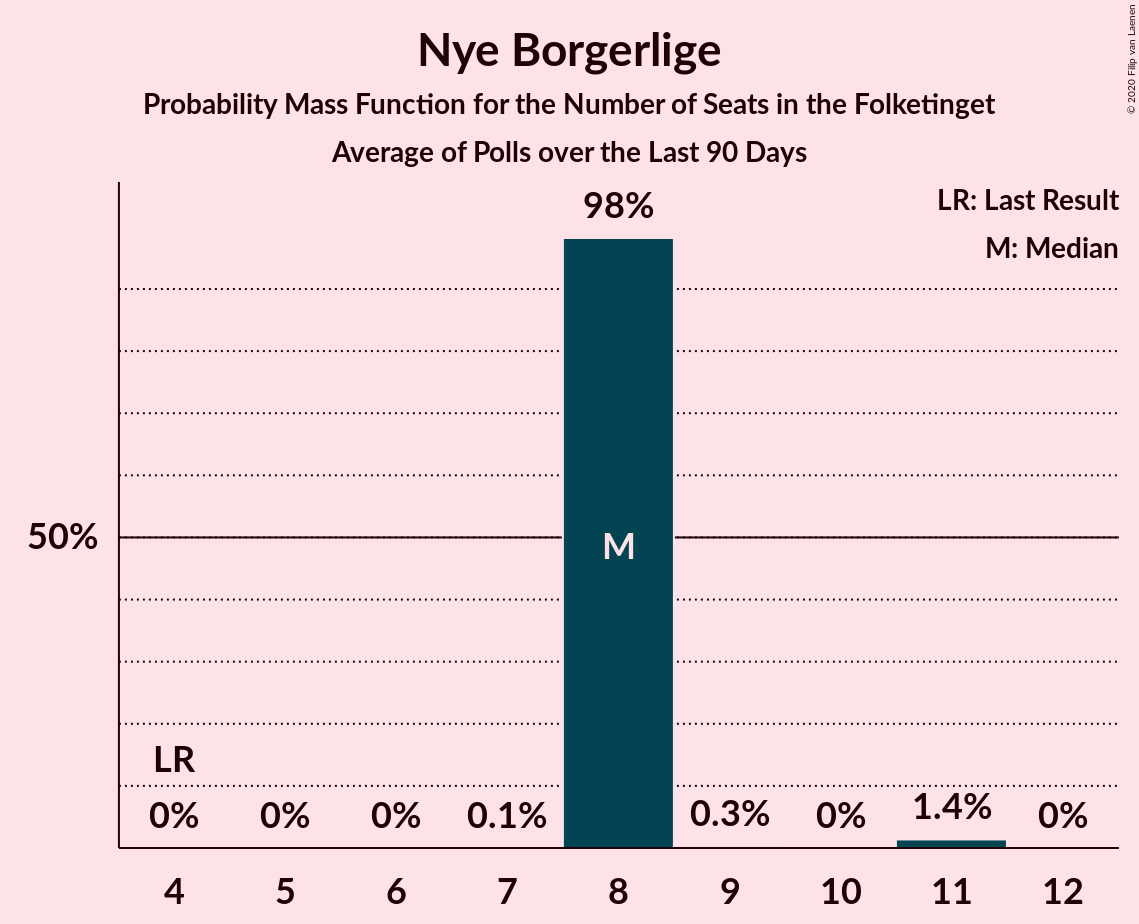 Nye Borgerlige
Probability Mass Function for the Number of Seats in the Folketinget
Average of Polls over the Last 90 Days
© 2020 Filip van Laenen
LR: Last Result
M: Median
98%
50%
M
LR
0% 0% 0% 0.1% 0.3% 0% 1.4% 0%
4 5 6 7 8 9 10 11 12